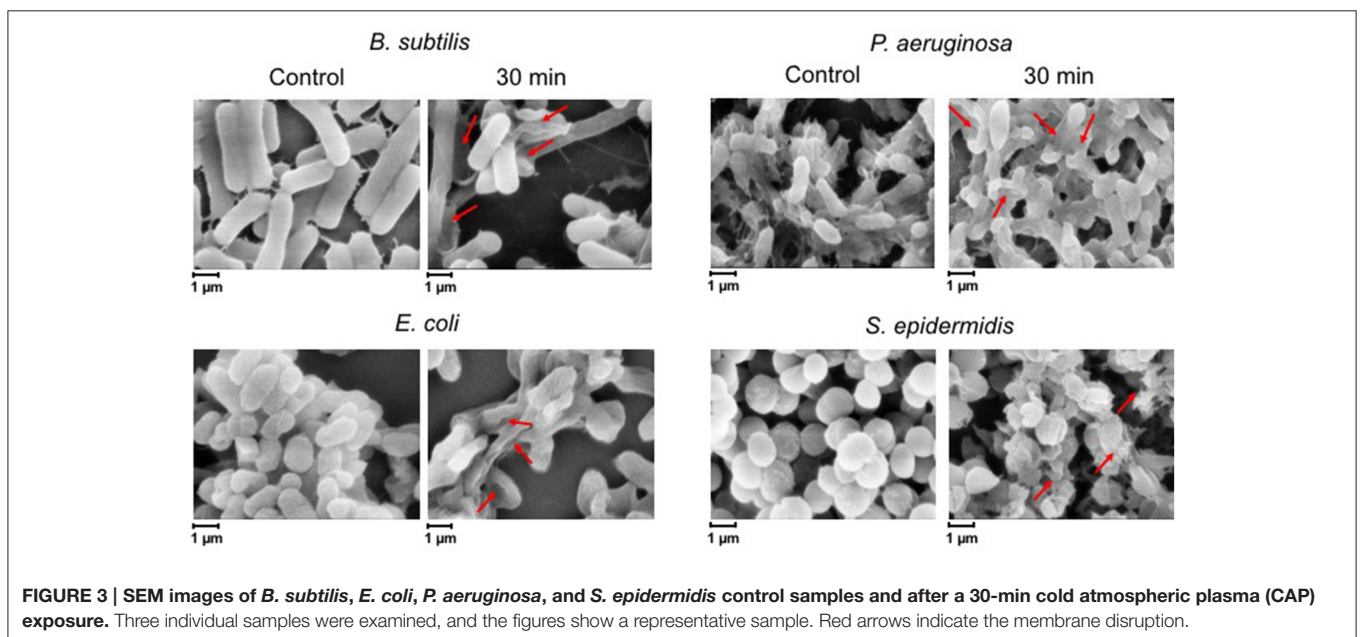 B. subtilis
Control 30 min
1 µm 1 µm
P. aeruginosa
Control 30 min
1 µm 1 µm
E. coli
1 µm 1 µm
S. epidermidis
1 µm 1 µm
FIGURE 3 | SEM images of B. subtilis, E. coli, P. aeruginosa, and S. epidermidis control samples and after a 30-min cold atmospheric plasma (CAP)
exposure. Three individual samples were examined, and the figures show a representative sample. Red arrows indicate the membrane disruption.